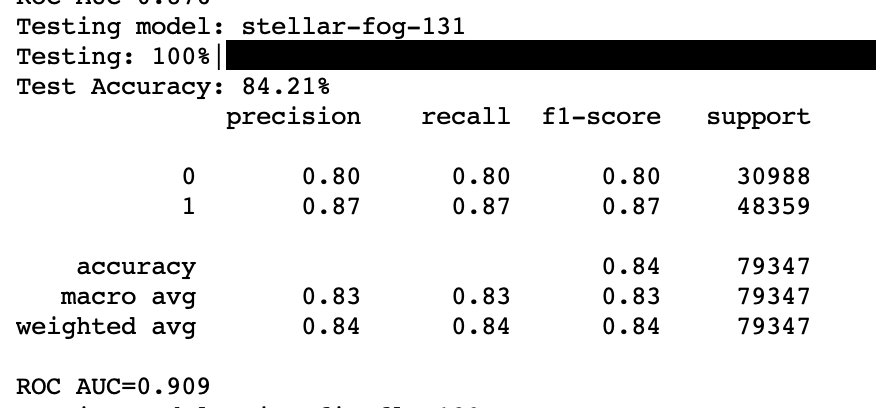 Testing model: stellar-fog-131
Testing: 100%|
Test Accuracy: 84.21%
precision recall f1-score support
0 0.80 0.80 0.80 30988
1 0.87 0.87 0.87 48359
accuracy 0.84 79347
macro avg 0.83 0.83 0.83 79347
weighted avg 0.84 0.84 0.84 79347
ROC AUC=0.909